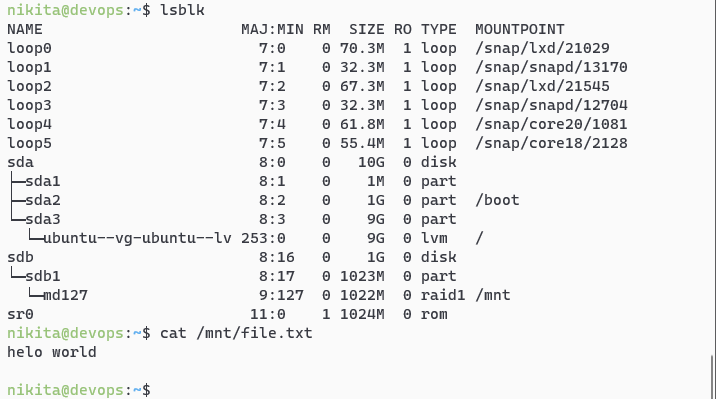 nikita@devops:~$ lsblk
NAME                      MAJ:MIN RM  SIZE RO TYPE  MOUNTPOINT
loop0                       7:0    0 70.3M  1 loop  /snap/lxd/21029
loop1                       7:1    0 32.3M  1 loop  /snap/snapd/13170
loop2                       7:2    0 67.3M  1 loop  /snap/lxd/21545
loop3                       7:3    0 32.3M  1 loop  /snap/snapd/12704
loop4                       7:4    0 61.8M  1 loop  /snap/core20/1081
loop5                       7:5    0 55.4M  1 loop  /snap/core18/2128
sda                         8:0    0   10G  0 disk
├─sda1                      8:1    0    1M  0 part
├─sda2                      8:2    0    1G  0 part  /boot
└─sda3                      8:3    0    9G  0 part
  └─ubuntu--vg-ubuntu--lv 253:0    0    9G  0 lvm   /
sdb                         8:16   0    1G  0 disk
└─sdb1                      8:17   0 1023M  0 part
  └─md127                   9:127  0 1022M  0 raid1 /mnt
sr0                        11:0    1 1024M  0 rom
nikita@devops:~$ cat /mnt/file.txt
helo world
nikita@devops:~$